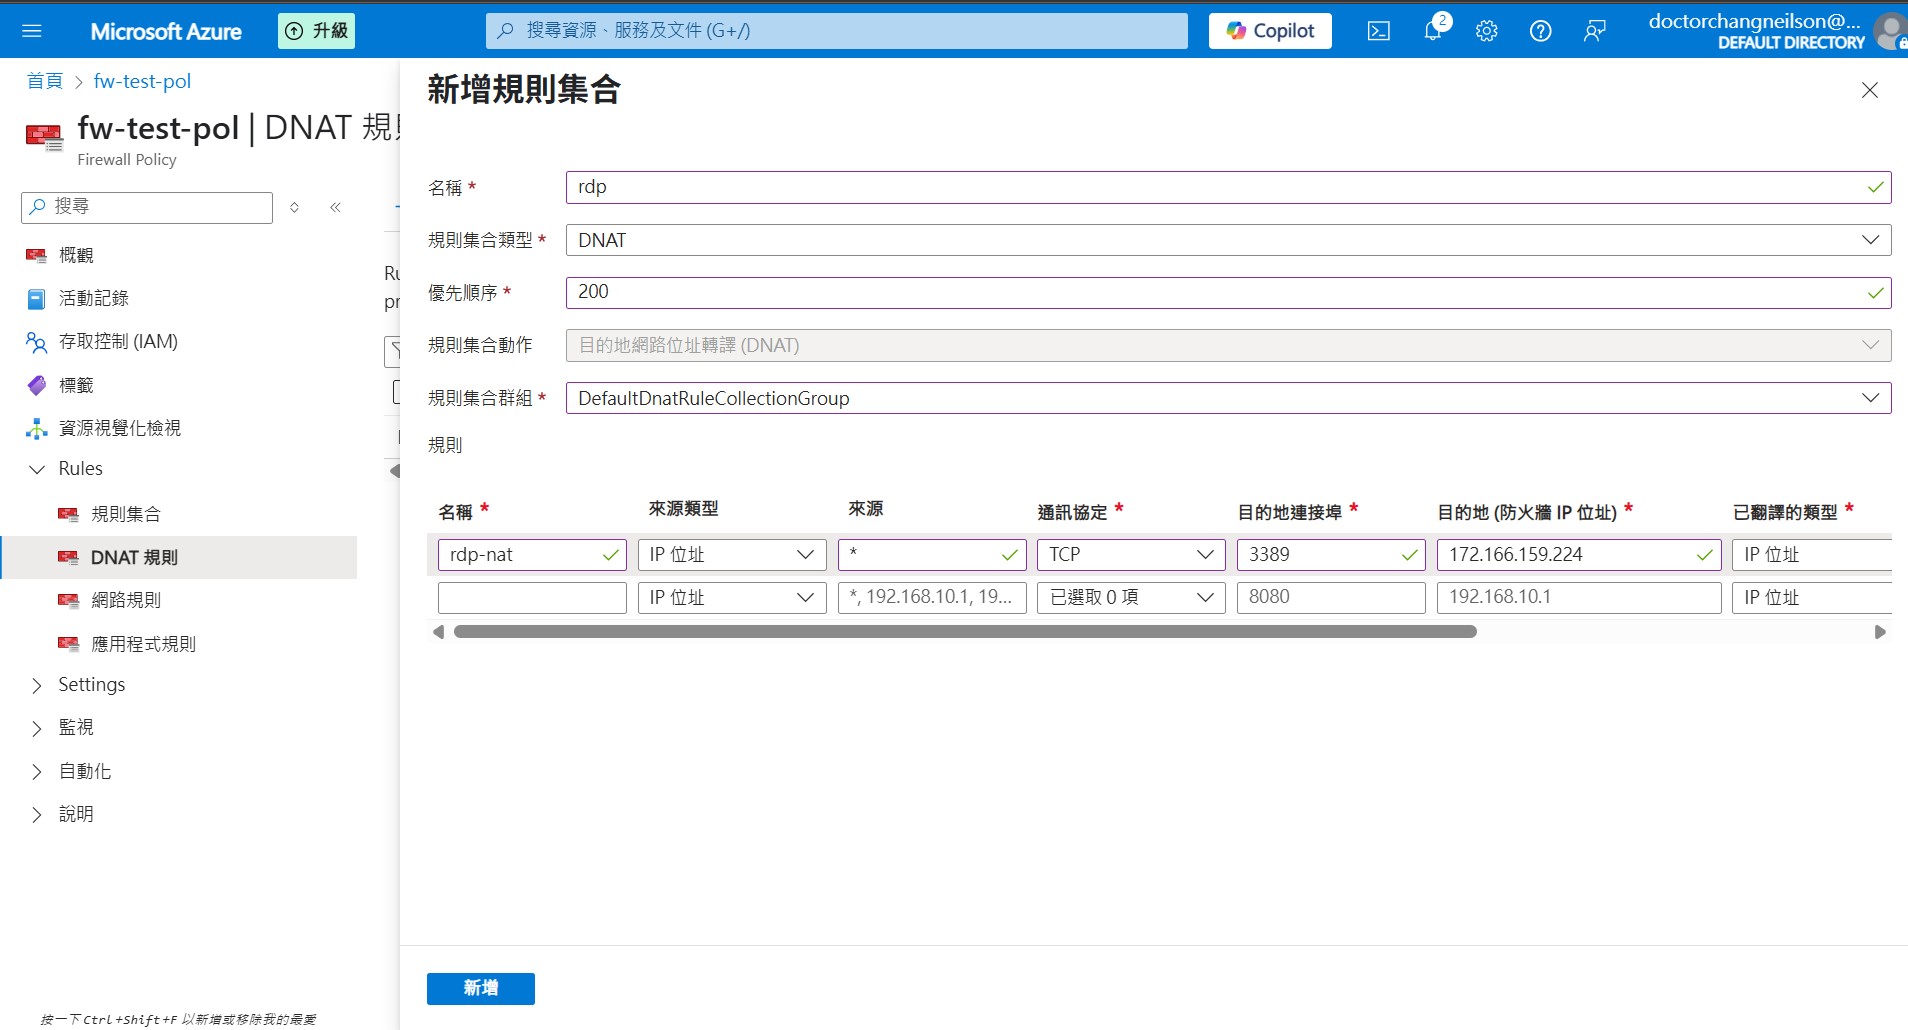 Microsoft Azure
升級
搜尋資源、服務及文件 (G+/)
Copilot
2
doctorchangneilson@...
DEFAULT DIRECTORY
首頁 > fw-test-pol
fw-test-pol | DNAT 規
Firewall Policy
搜尋
概觀
活動記錄
存取控制 (IAM)
標籤
資源視覺化檢視
Rules
規則集合
DNAT 規則
網路規則
應用程式規則
Settings
監視
自動化
說明
按一下 Ctrl+Shift+F 以新增或移除我的最愛
Ru
pr
新增規則集合
名稱 *
rdp
規則集合類型 *
DNAT
優先順序 *
200
規則集合動作
目的地網路位址轉譯 (DNAT)
規則集合群組 *
DefaultDnatRuleCollectionGroup
規則
名稱 * 來源類型 來源 通訊協定 * 目的地連接埠 * 目的地 (防火牆 IP 位址) * 已翻譯的類型 *
rdp-nat IP 位址 * TCP 3389 172.166.159.224 IP 位址
IP 位址 *, 192.168.10.1, 19... 已選取 0 項 8080 192.168.10.1 IP 位址
新增